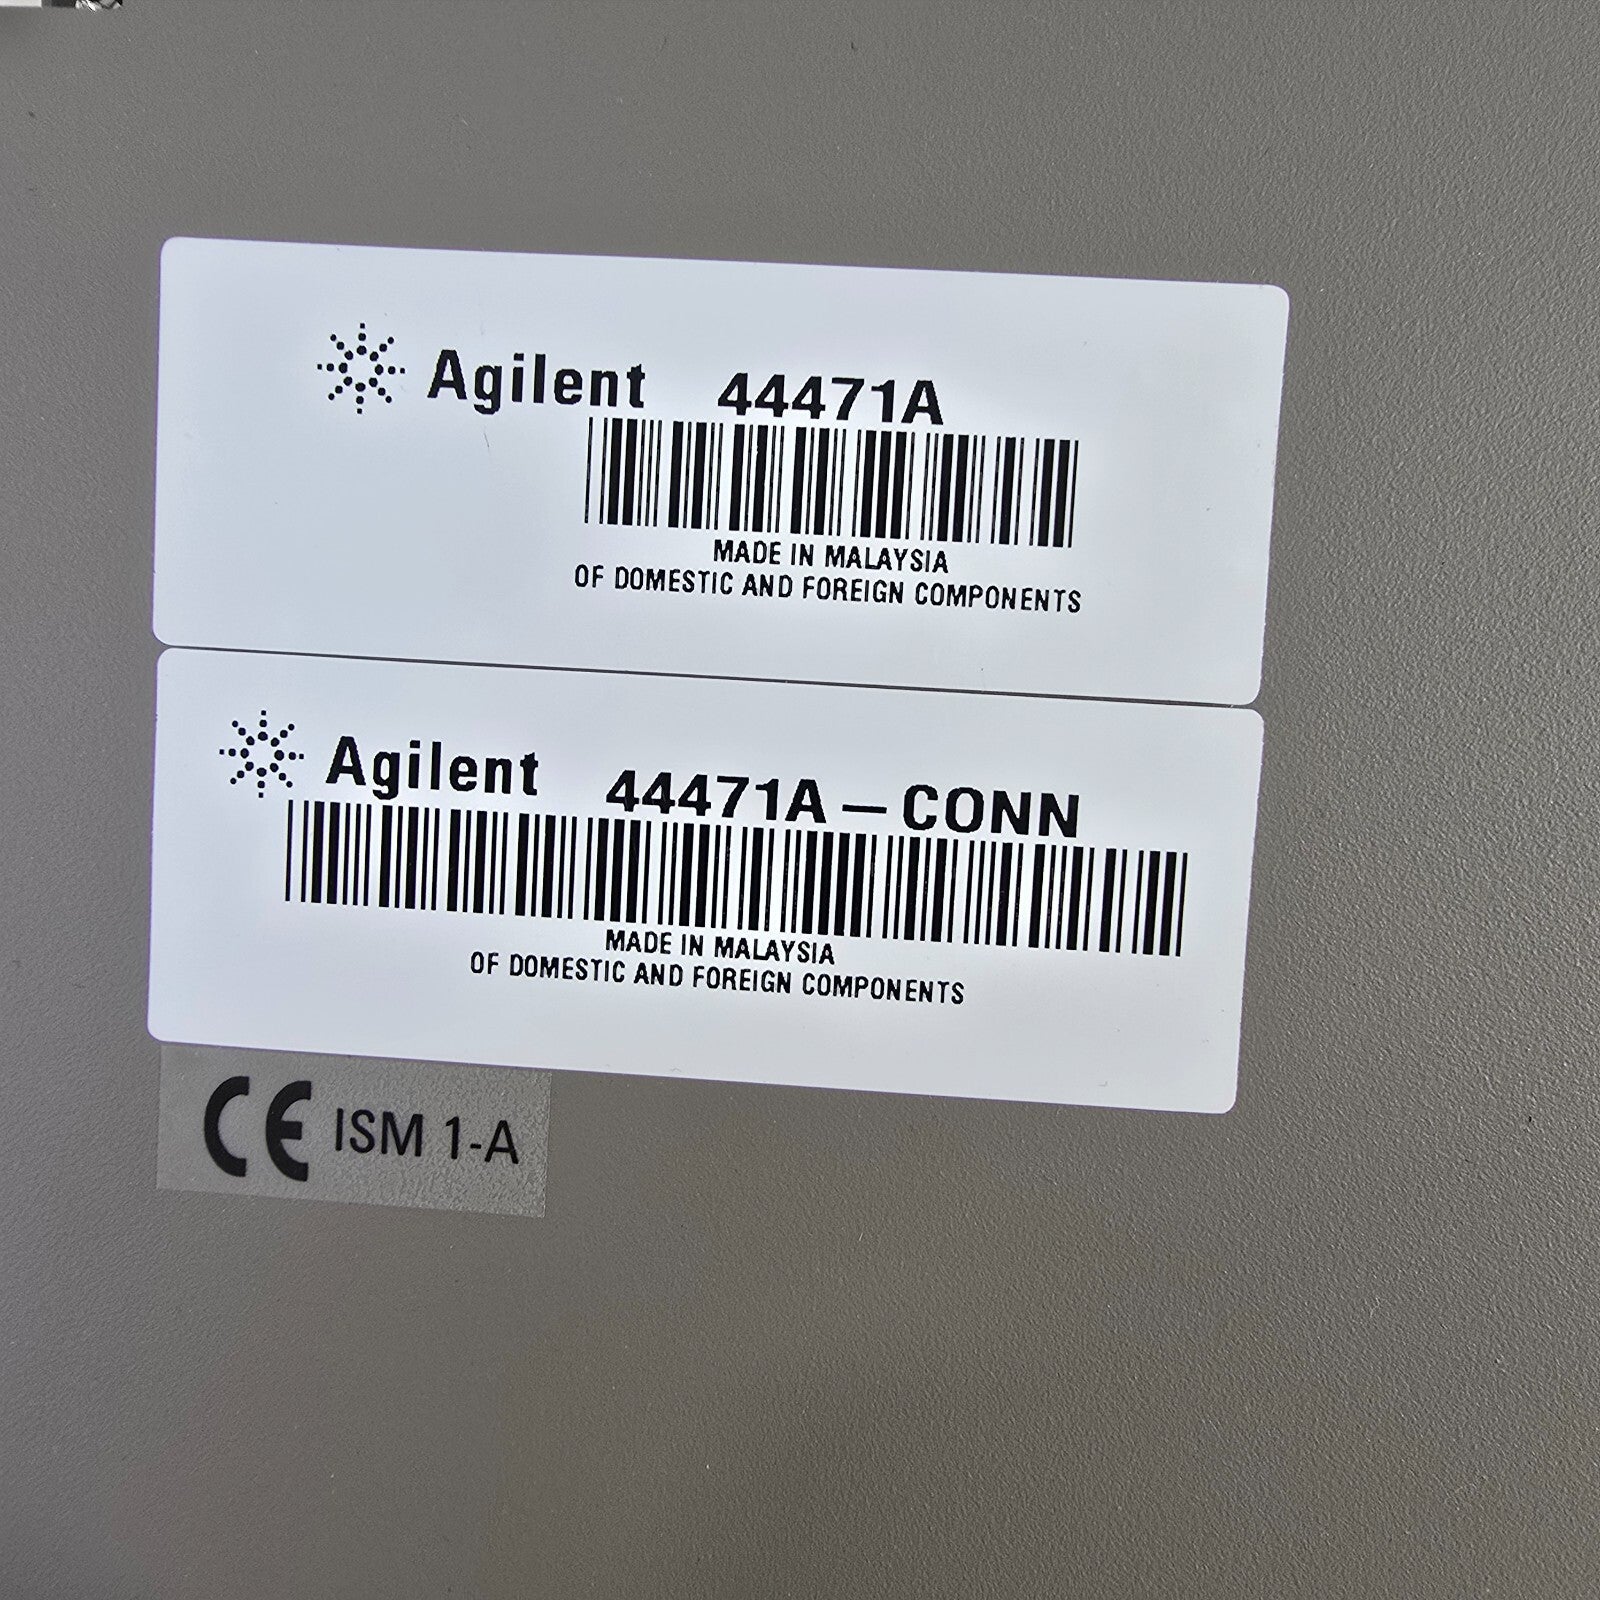 Agilent 44471A
MADE IN MALAYSIA
OF DOMESTIC AND FOREIGN COMPONENTS
Agilent 44471A-CONN
MADE IN MALAYSIA
OF DOMESTIC AND FOREIGN COMPONENTS
CE ISM 1-A